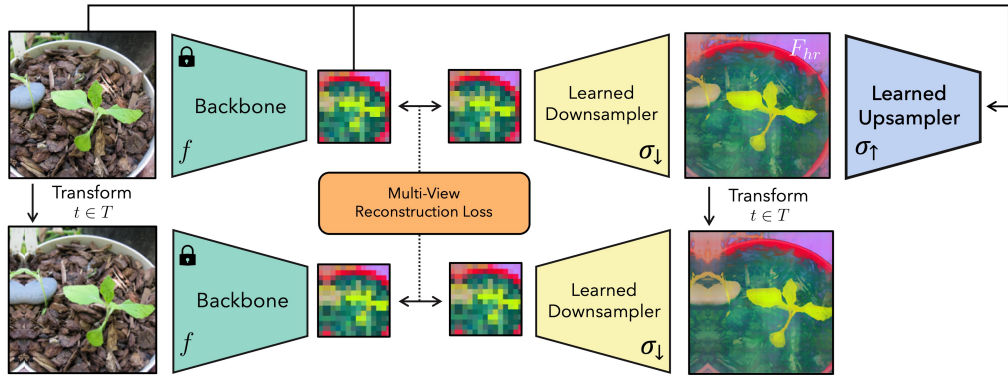 Backbone
f
Learned
Downsampler
σ↓
F_hr
Learned
Upsampler
σ↑
Transform
t ∈ T
Multi-View
Reconstruction Loss
Transform
t ∈ T
Backbone
f
Learned
Downsampler
σ↓